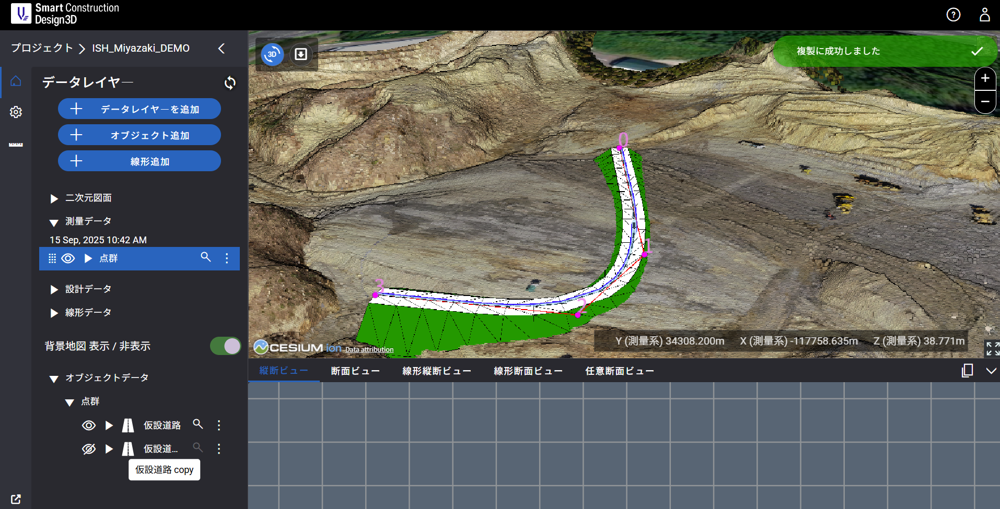 Smart Construction
Design3D
プロジェクト
ISH_Miyazaki_DEMO
データレイヤー
データレイヤーを追加
オブジェクト追加
線形追加
二次元図面
測量データ
15 Sep, 2025 10:42 AM
点群
設計データ
線形データ
背景地図 表示 / 非表示
オブジェクトデータ
点群
仮設道路
仮設道...
仮設道路 copy
3D
複製に成功しました
+
−
0
1
2
3
CESIUM ion
Data attribution
Y (測量系) 34308.200m
X (測量系) -117758.635m
Z (測量系) 38.771m
縦断ビュー
断面ビュー
線形縦断ビュー
線形断面ビュー
任意断面ビュー